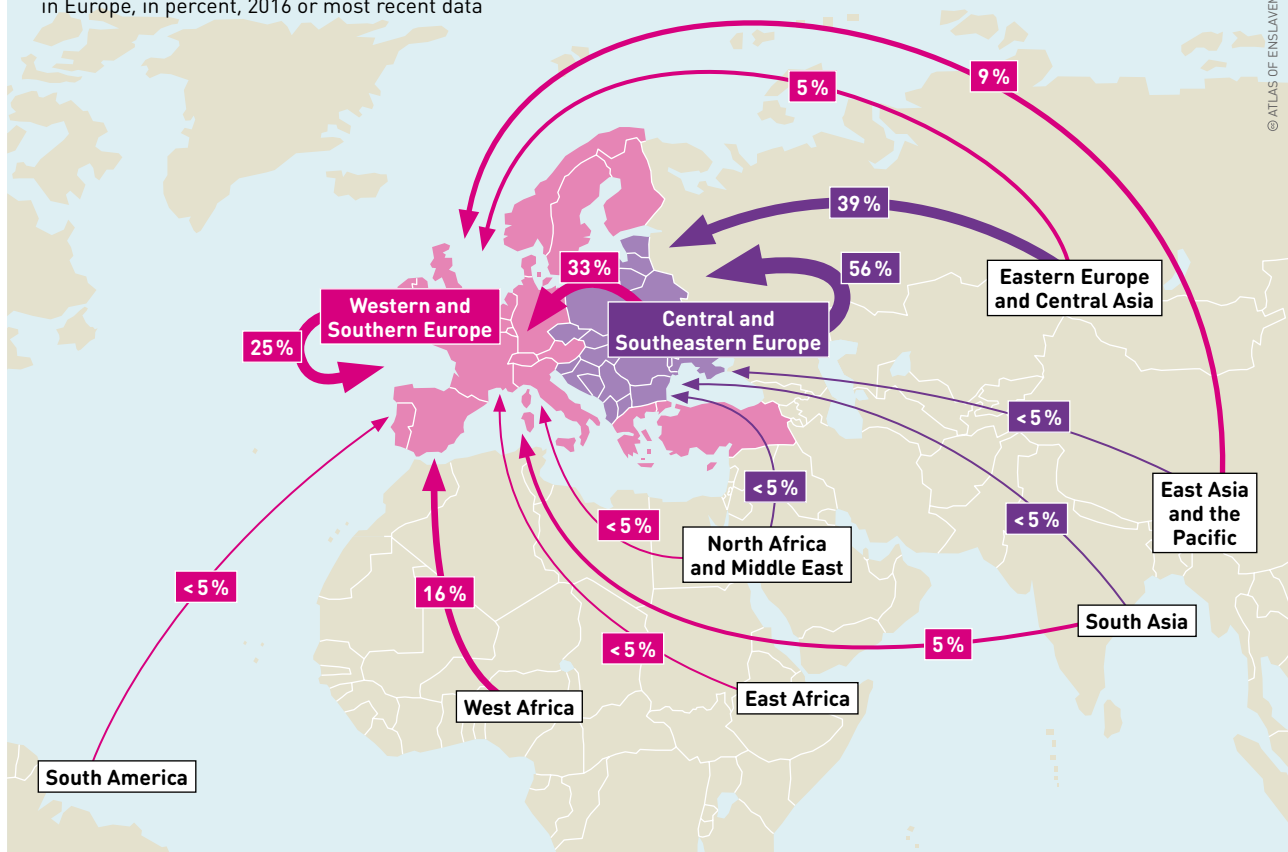 in Europe, in percent, 2016 or most recent data
© ATLAS OF ENSLAVEM
9 %
5 %
39 %
56 %
33 %
Eastern Europe
and Central Asia
Western and
Southern Europe
Central and
Southeastern Europe
25 %
< 5 %
< 5 %
East Asia
and the
Pacific
< 5 %
< 5 %
North Africa
and Middle East
< 5 %
16 %
South Asia
< 5 %
5 %
West Africa
East Africa
South America